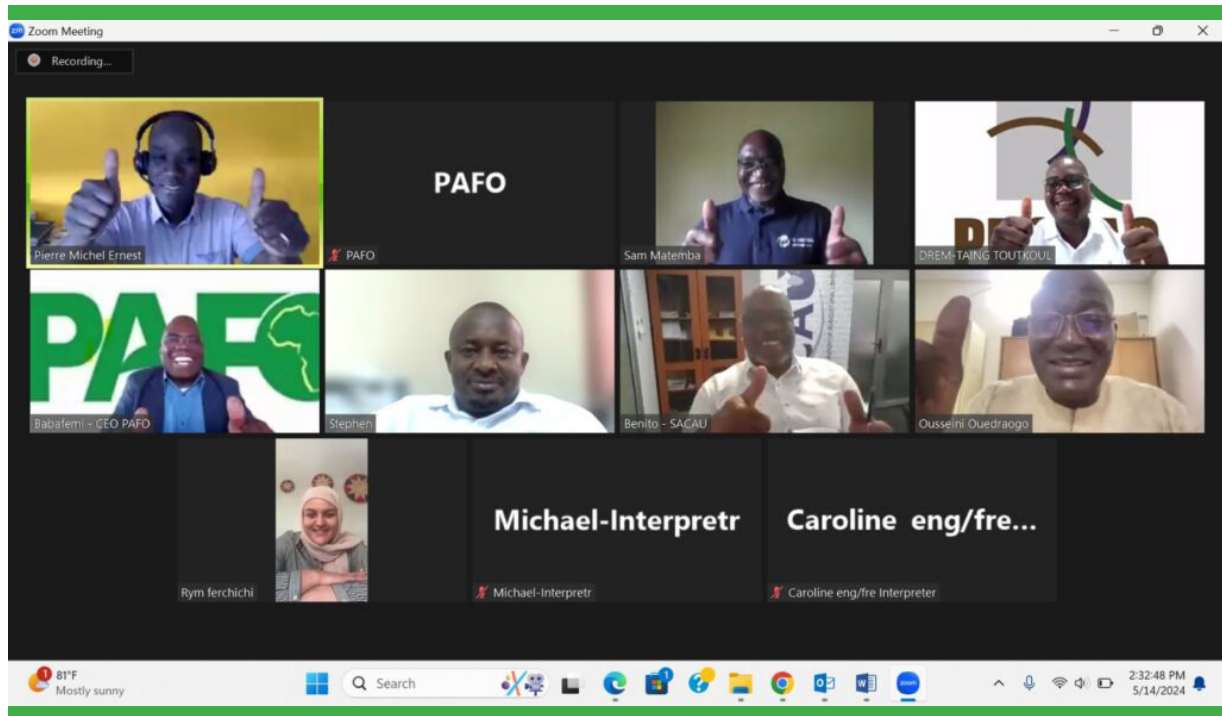 Zoom Meeting
Recording...
PAFO
Pierre Michel Ernest
PAFO
Sam Matemba
DREM-TAING TOUTKOUL
PAFO
Babafemi - CEO PAFO
Stephen
Benito - SACAU
Ousseini Ouedraogo
Michael-Interpretr
Caroline eng/fre...
Rym ferchichi
Michael-Interpretr
Caroline eng/fre Interpreter
81°F
Mostly sunny
Search
2:32:48 PM
5/14/2024